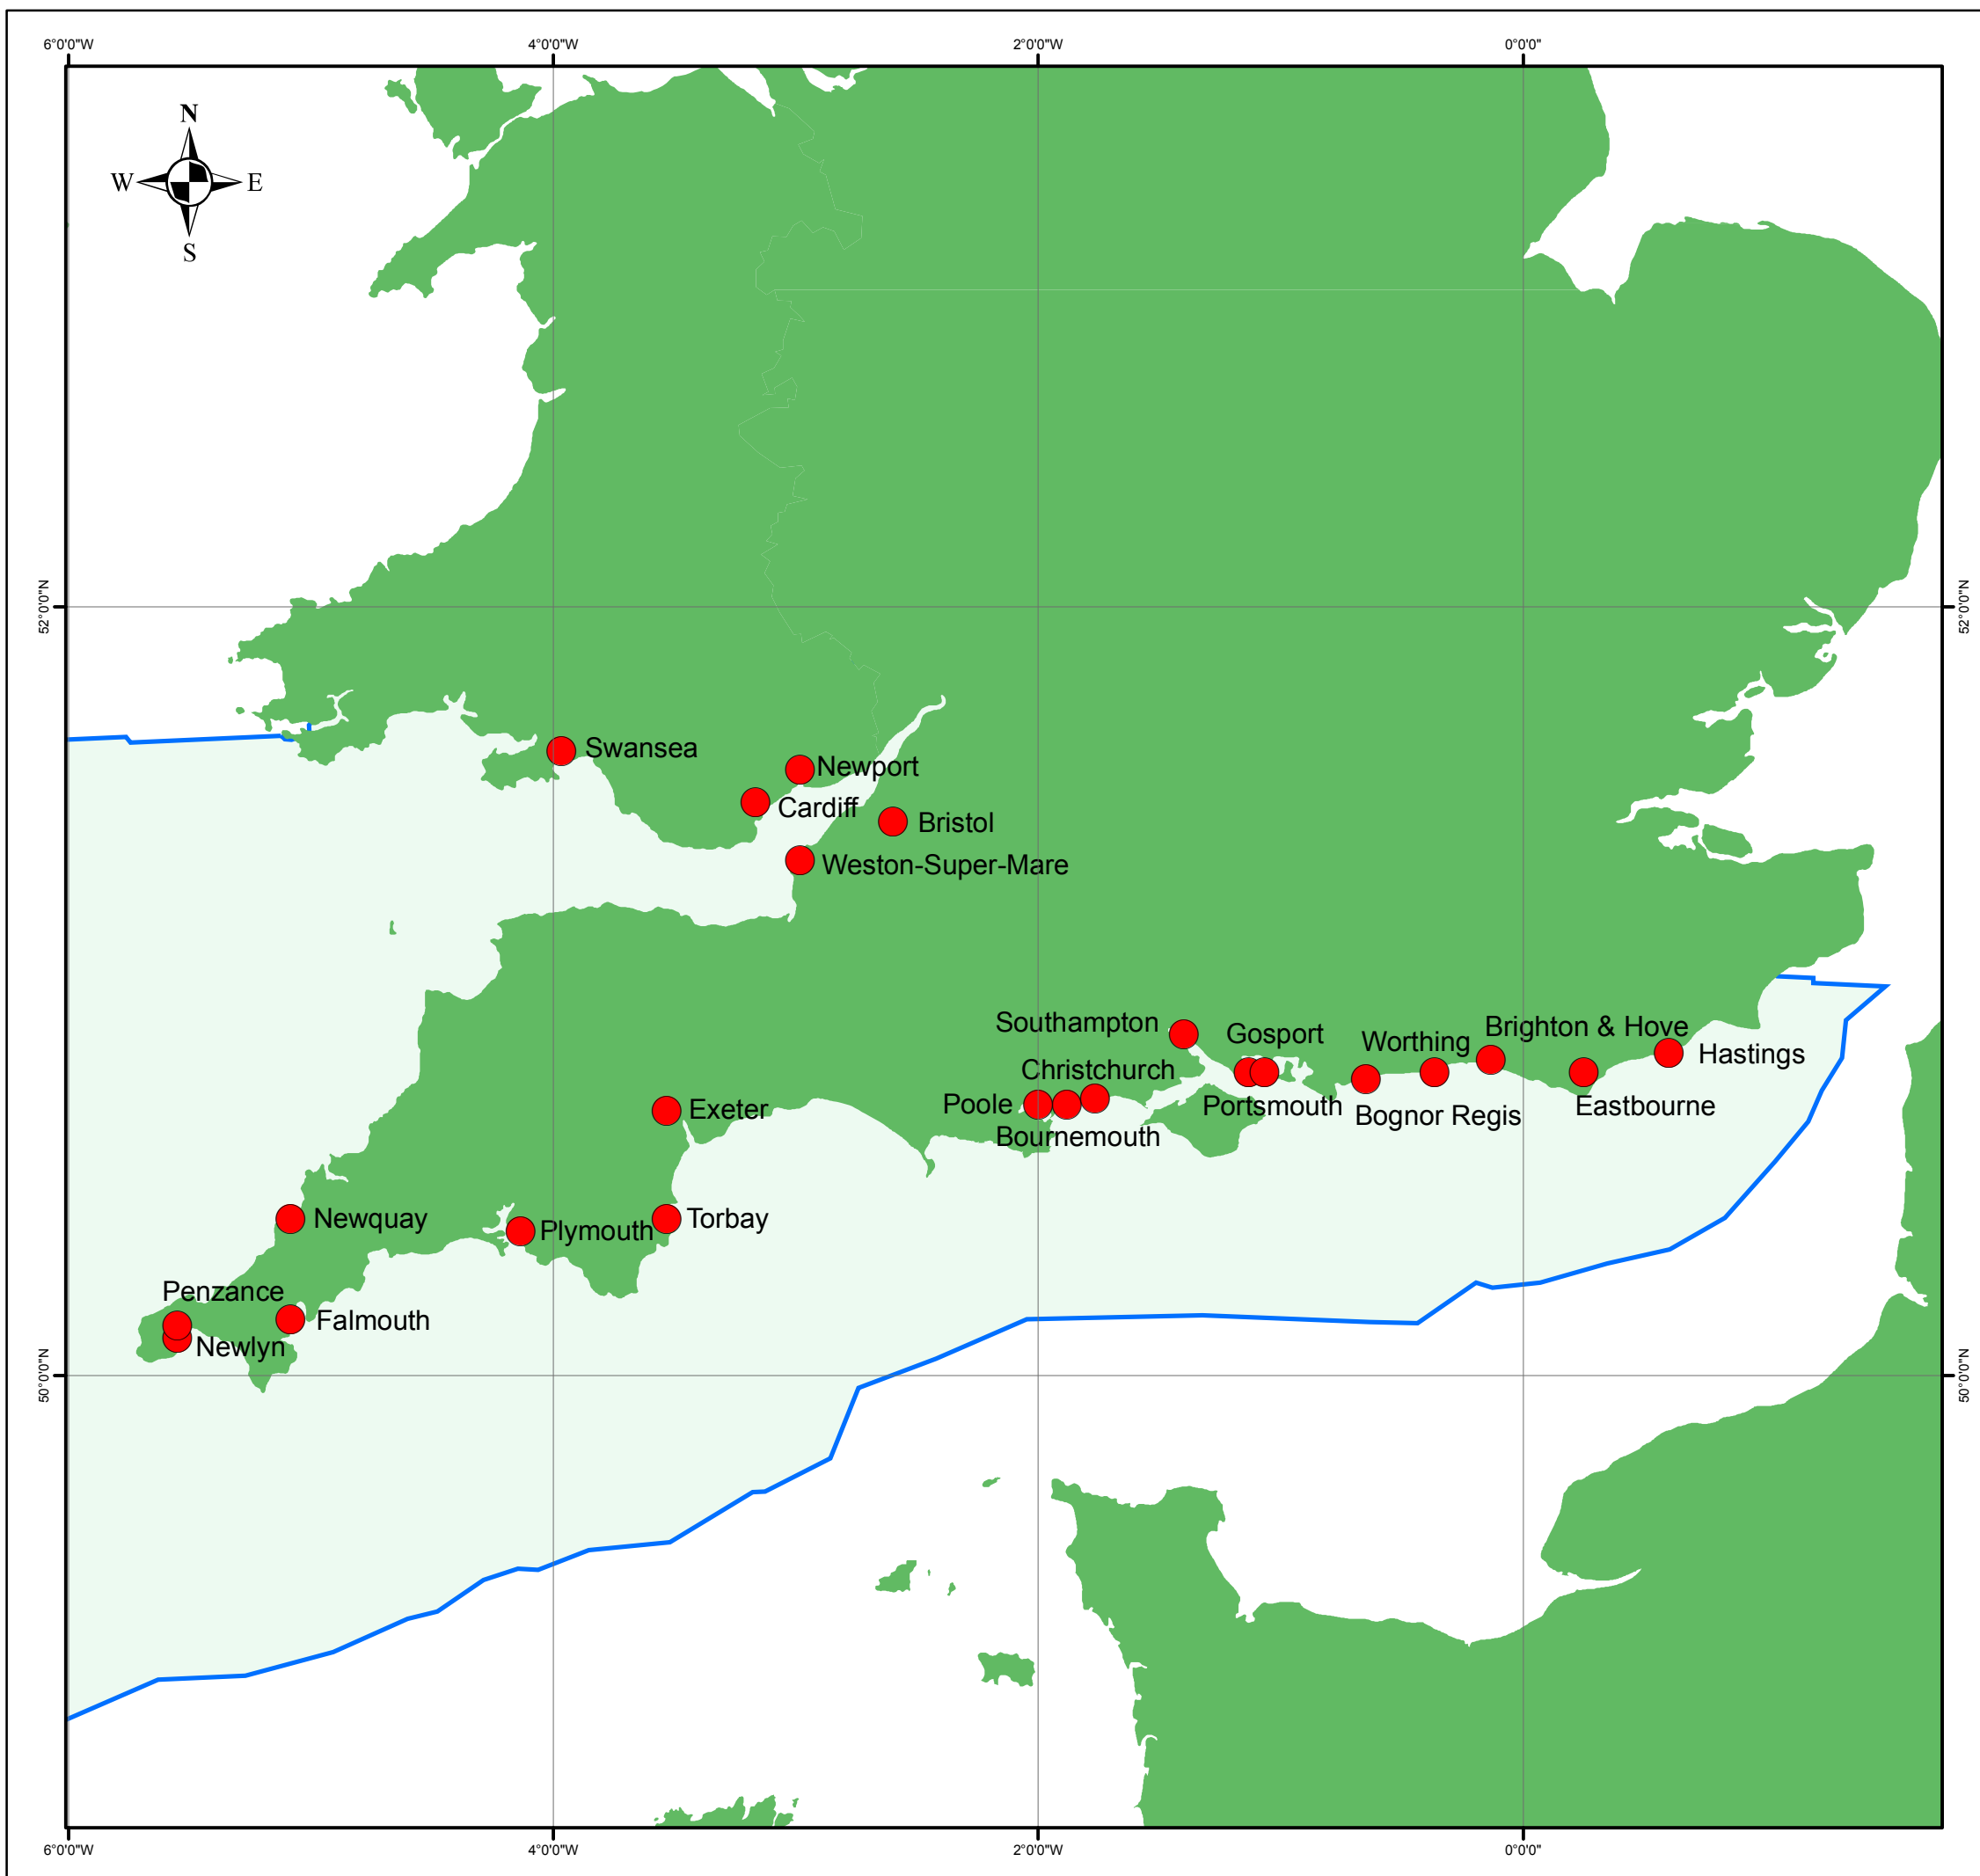 6°0'0"W 4°0'0"W 2°0'0"W 0°0'0"
N
W E
S
52°0'0"N 52°0'0"N
Swansea
Newport
Cardiff
Bristol
Weston-Super-Mare
Southampton
Gosport
Brighton & Hove
Worthing
Hastings
Christchurch
Poole
Portsmouth
Bognor Regis
Eastbourne
Exeter
Bournemouth
Newquay
Plymouth
Torbay
Penzance
Falmouth
Newlyn
50°0'0"N 50°0'0"N
6°0'0"W 4°0'0"W 2°0'0"W 0°0'0"